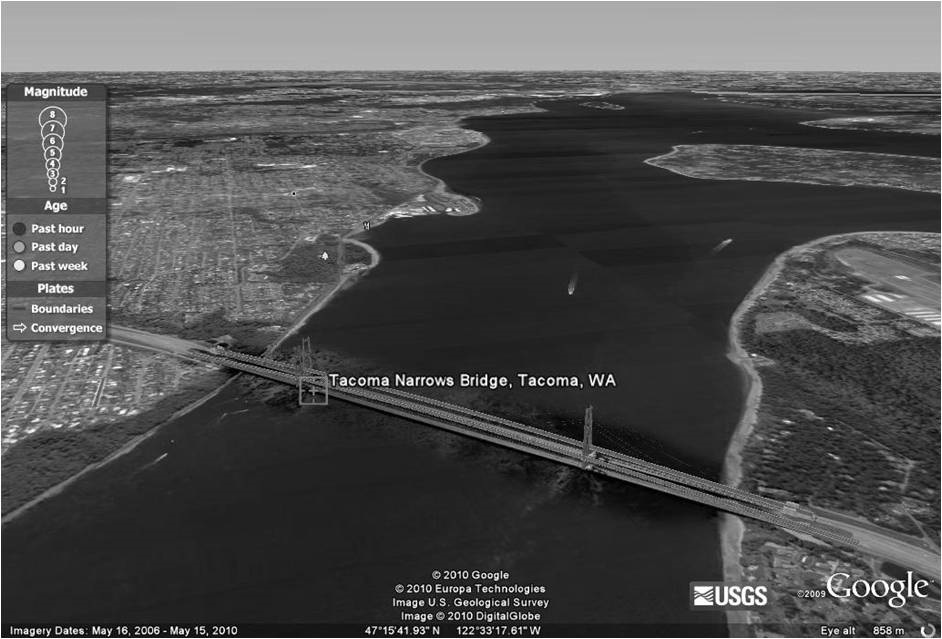 Magnitude
8
7
6
5
4
3
2
1
Age
Past hour
Past day
Past week
Plates
Boundaries
Convergence
Tacoma Narrows Bridge, Tacoma, WA
© 2010 Google
© 2010 Europa Technologies
Image U.S. Geological Survey
Image © 2010 DigitalGlobe
USGS
©2009 Google
Imagery Dates: May 16, 2006 - May 15, 2010
47°15'41.93" N 122°33'17.61" W
Eye alt 858 m